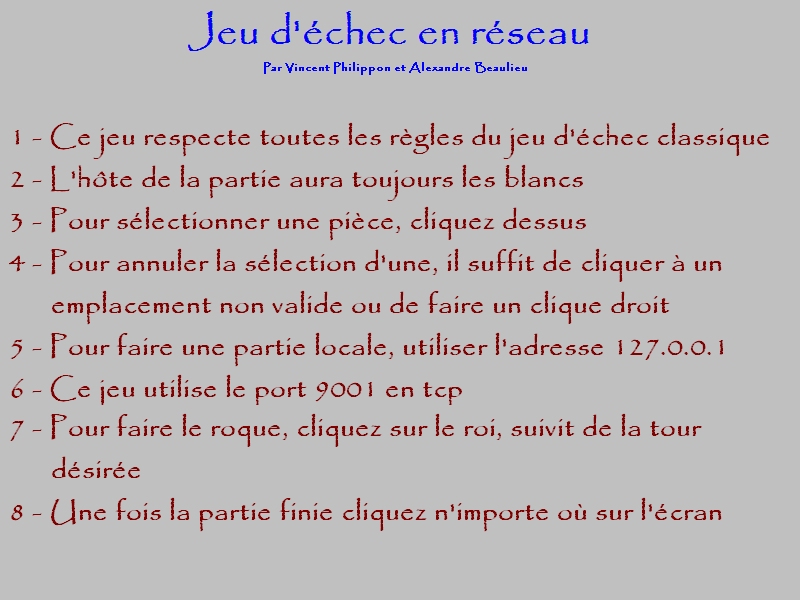 Jeu d'échec en réseau
Par Vincent Philippon et Alexandre Beaulieu
1 - Ce jeu respecte toutes les règles du jeu d'échec classique
2 - L'hôte de la partie aura toujours les blancs
3 - Pour sélectionner une pièce, cliquez dessus
4 - Pour annuler la sélection d'une, il suffit de cliquer à un
emplacement non valide ou de faire un clique droit
5 - Pour faire une partie locale, utiliser l'adresse 127.0.0.1
6 - Ce jeu utilise le port 9001 en tcp
7 - Pour faire le roque, cliquez sur le roi, suivit de la tour
désirée
8 - Une fois la partie finie cliquez n'importe où sur l'écran